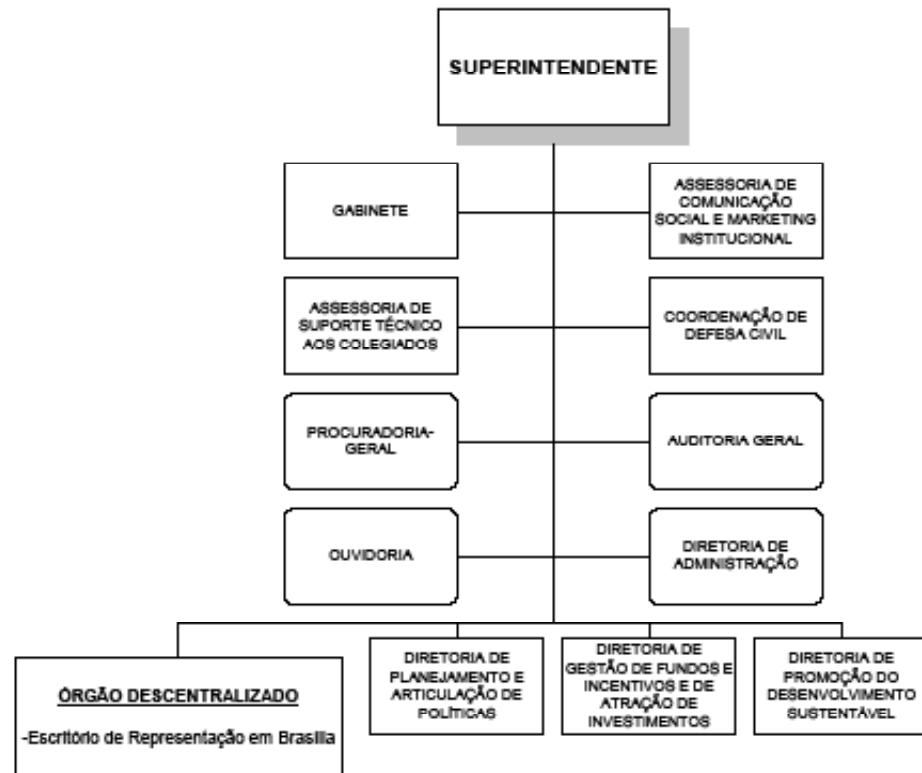 SUPERINTENDENTE
GABINETE
ASSESSORIA DE
COMUNICAÇÃO
SOCIAL E MARKETING
INSTITUCIONAL
ASSESSORIA DE
SUPORTE TÉCNICO
AOS COLEGIADOS
COORDENAÇÃO DE
DEFESA CIVIL
PROCURADORIA-
GERAL
AUDITORIA GERAL
OUVIDORIA
DIRETORIA DE
ADMINISTRAÇÃO
ÓRGÃO DESCENTRALIZADO
-Escritório de Representação em Brasília
DIRETORIA DE
PLANEJAMENTO E
ARTICULAÇÃO DE
POLÍTICAS
DIRETORIA DE
GESTÃO DE FUNDOS E
INCENTIVOS E DE
ATRAÇÃO DE
INVESTIMENTOS
DIRETORIA DE
PROMOÇÃO DO
DESENVOLVIMENTO
SUSTENTÁVEL